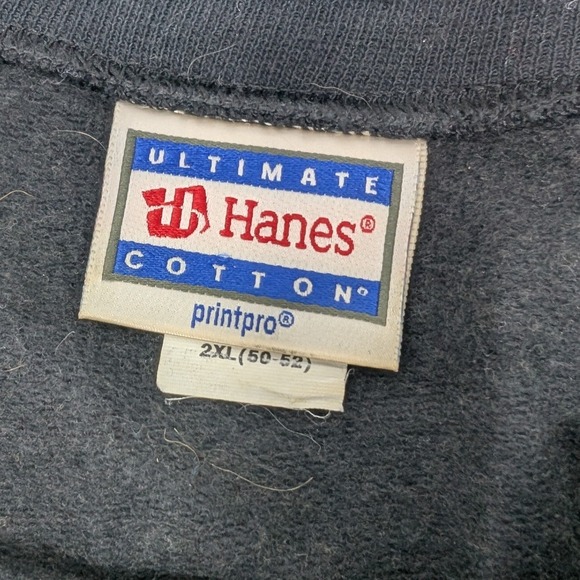 ULTIMATE
Hanes®
COTTON®
printpro®
2XL(50-52)